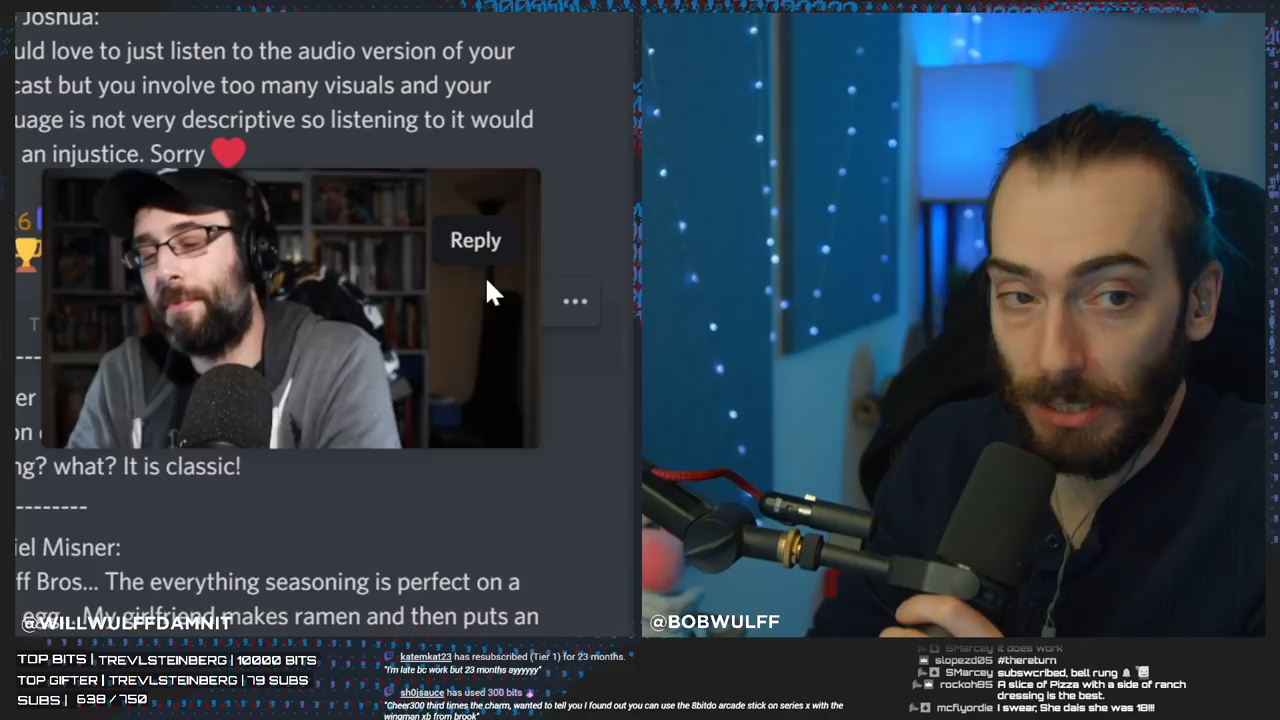 Joshua:
uld love to just listen to the audio version of your
cast but you involve too many visuals and your
uage is not very descriptive so listening to it would
an injustice. Sorry ❤️
6
Reply
T
er
on
ng? what? It is classic!
--------
iel Misner:
ff Bros... The everything seasoning is perfect on a
egg... My girlfriend makes ramen and then puts an
@WILLWULFFDAMNIT
@BOBWULFF
TOP BITS | TREVLSTEINBERG | 10000 BITS
TOP GIFTER | TREVLSTEINBERG | 79 SUBS
SUBS | 638 / 750
katemkat23 has resubscribed (Tier 1) for 23 months.
"I'm late bc work but 23 months ayyyyyy"
sh0isauce has used 300 bits
"Cheer300 third times the charm, wanted to tell you I found out you can use the 8bitdo arcade stick on series x with the
wingman xb from brook"
SMarcey it does work
slopezd05 #thereturn
SMarcey subswcribed, bell rung
rockoh95 A slice of Pizza with a side of ranch
dressing is the best.
mcflyordie I swear, She dais she was 18!!!